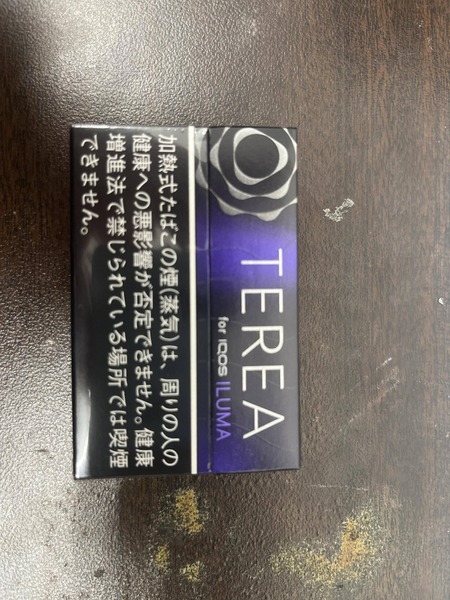 TEREA
for IQOS ILUMA
加熱式たばこの煙(蒸気)は、周りの人の
健康への悪影響が否定できません。健康
増進法で禁じられている場所では喫煙
できません。